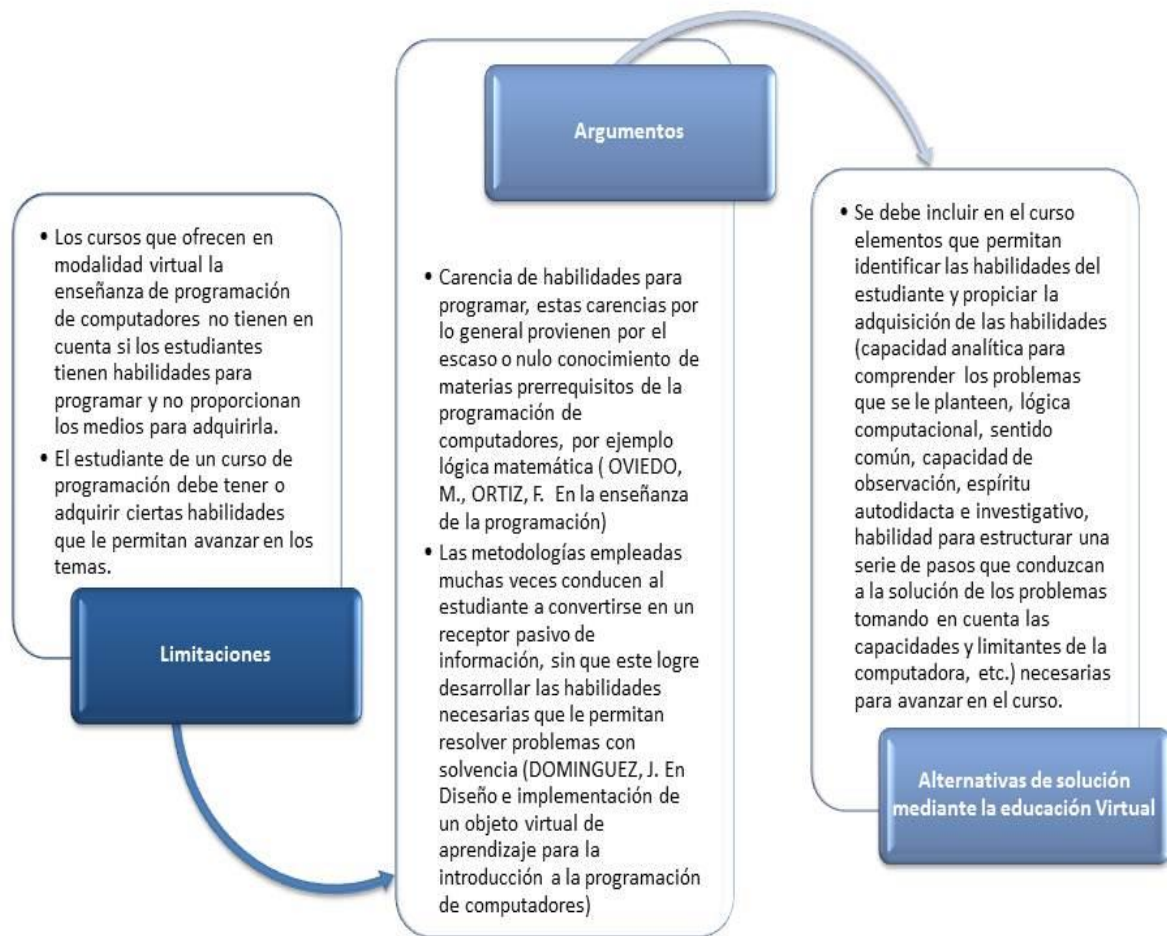 • Los cursos que ofrecen en
modalidad virtual la
enseñanza de programación
de computadores no tienen en
cuenta si los estudiantes
tienen habilidades para
programar y no proporcionan
los medios para adquirirla.
• El estudiante de un curso de
programación debe tener o
adquirir ciertas habilidades
que le permitan avanzar en los
temas.
Limitaciones
Argumentos
• Carencia de habilidades para
programar, estas carencias por
lo general provienen por el
escaso o nulo conocimiento de
materias prerrequisitos de la
programación de
computadores, por ejemplo
lógica matemática ( OVIEDO,
M., ORTIZ, F. En la enseñanza
de la programación)
• Las metodologías empleadas
muchas veces conducen al
estudiante a convertirse en un
receptor pasivo de
información, sin que este logre
desarrollar las habilidades
necesarias que le permitan
resolver problemas con
solvencia (DOMINGUEZ, J. En
Diseño e implementación de
un objeto virtual de
aprendizaje para la
introducción a la programación
de computadores)
• Se debe incluir en el curso
elementos que permitan
identificar las habilidades del
estudiante y propiciar la
adquisición de las habilidades
(capacidad analítica para
comprender los problemas
que se le planteen, lógica
computacional, sentido
común, capacidad de
observación, espíritu
autodidacta e investigativo,
habilidad para estructurar una
serie de pasos que conduzcan
a la solución de los problemas
tomando en cuenta las
capacidades y limitantes de la
computadora, etc.) necesarias
para avanzar en el curso.
Alternativas de solución
mediante la educación Virtual